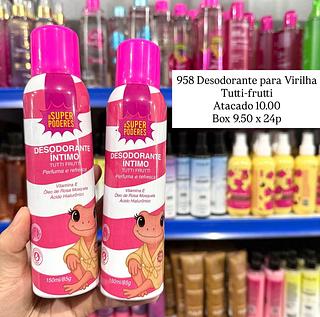 958 Desodorante para Virilha
Tutti-frutti
Atacado 10.00
Box 9.50 x 24p
SUPER
PODERES
DESODORANTE
ÍNTIMO
TUTTI FRUTTI
Perfuma e refresca
Vitamina E
Óleo de Rosa Mosqueta
Ácido Hialurônico
150ml/85g
SUPER
PODERES
DESODORANTE
ÍNTIMO
TUTTI FRUTTI
Perfuma e refresca
Vitamina E
Óleo de Rosa Mosqueta
Ácido Hialurônico
150ml/85g